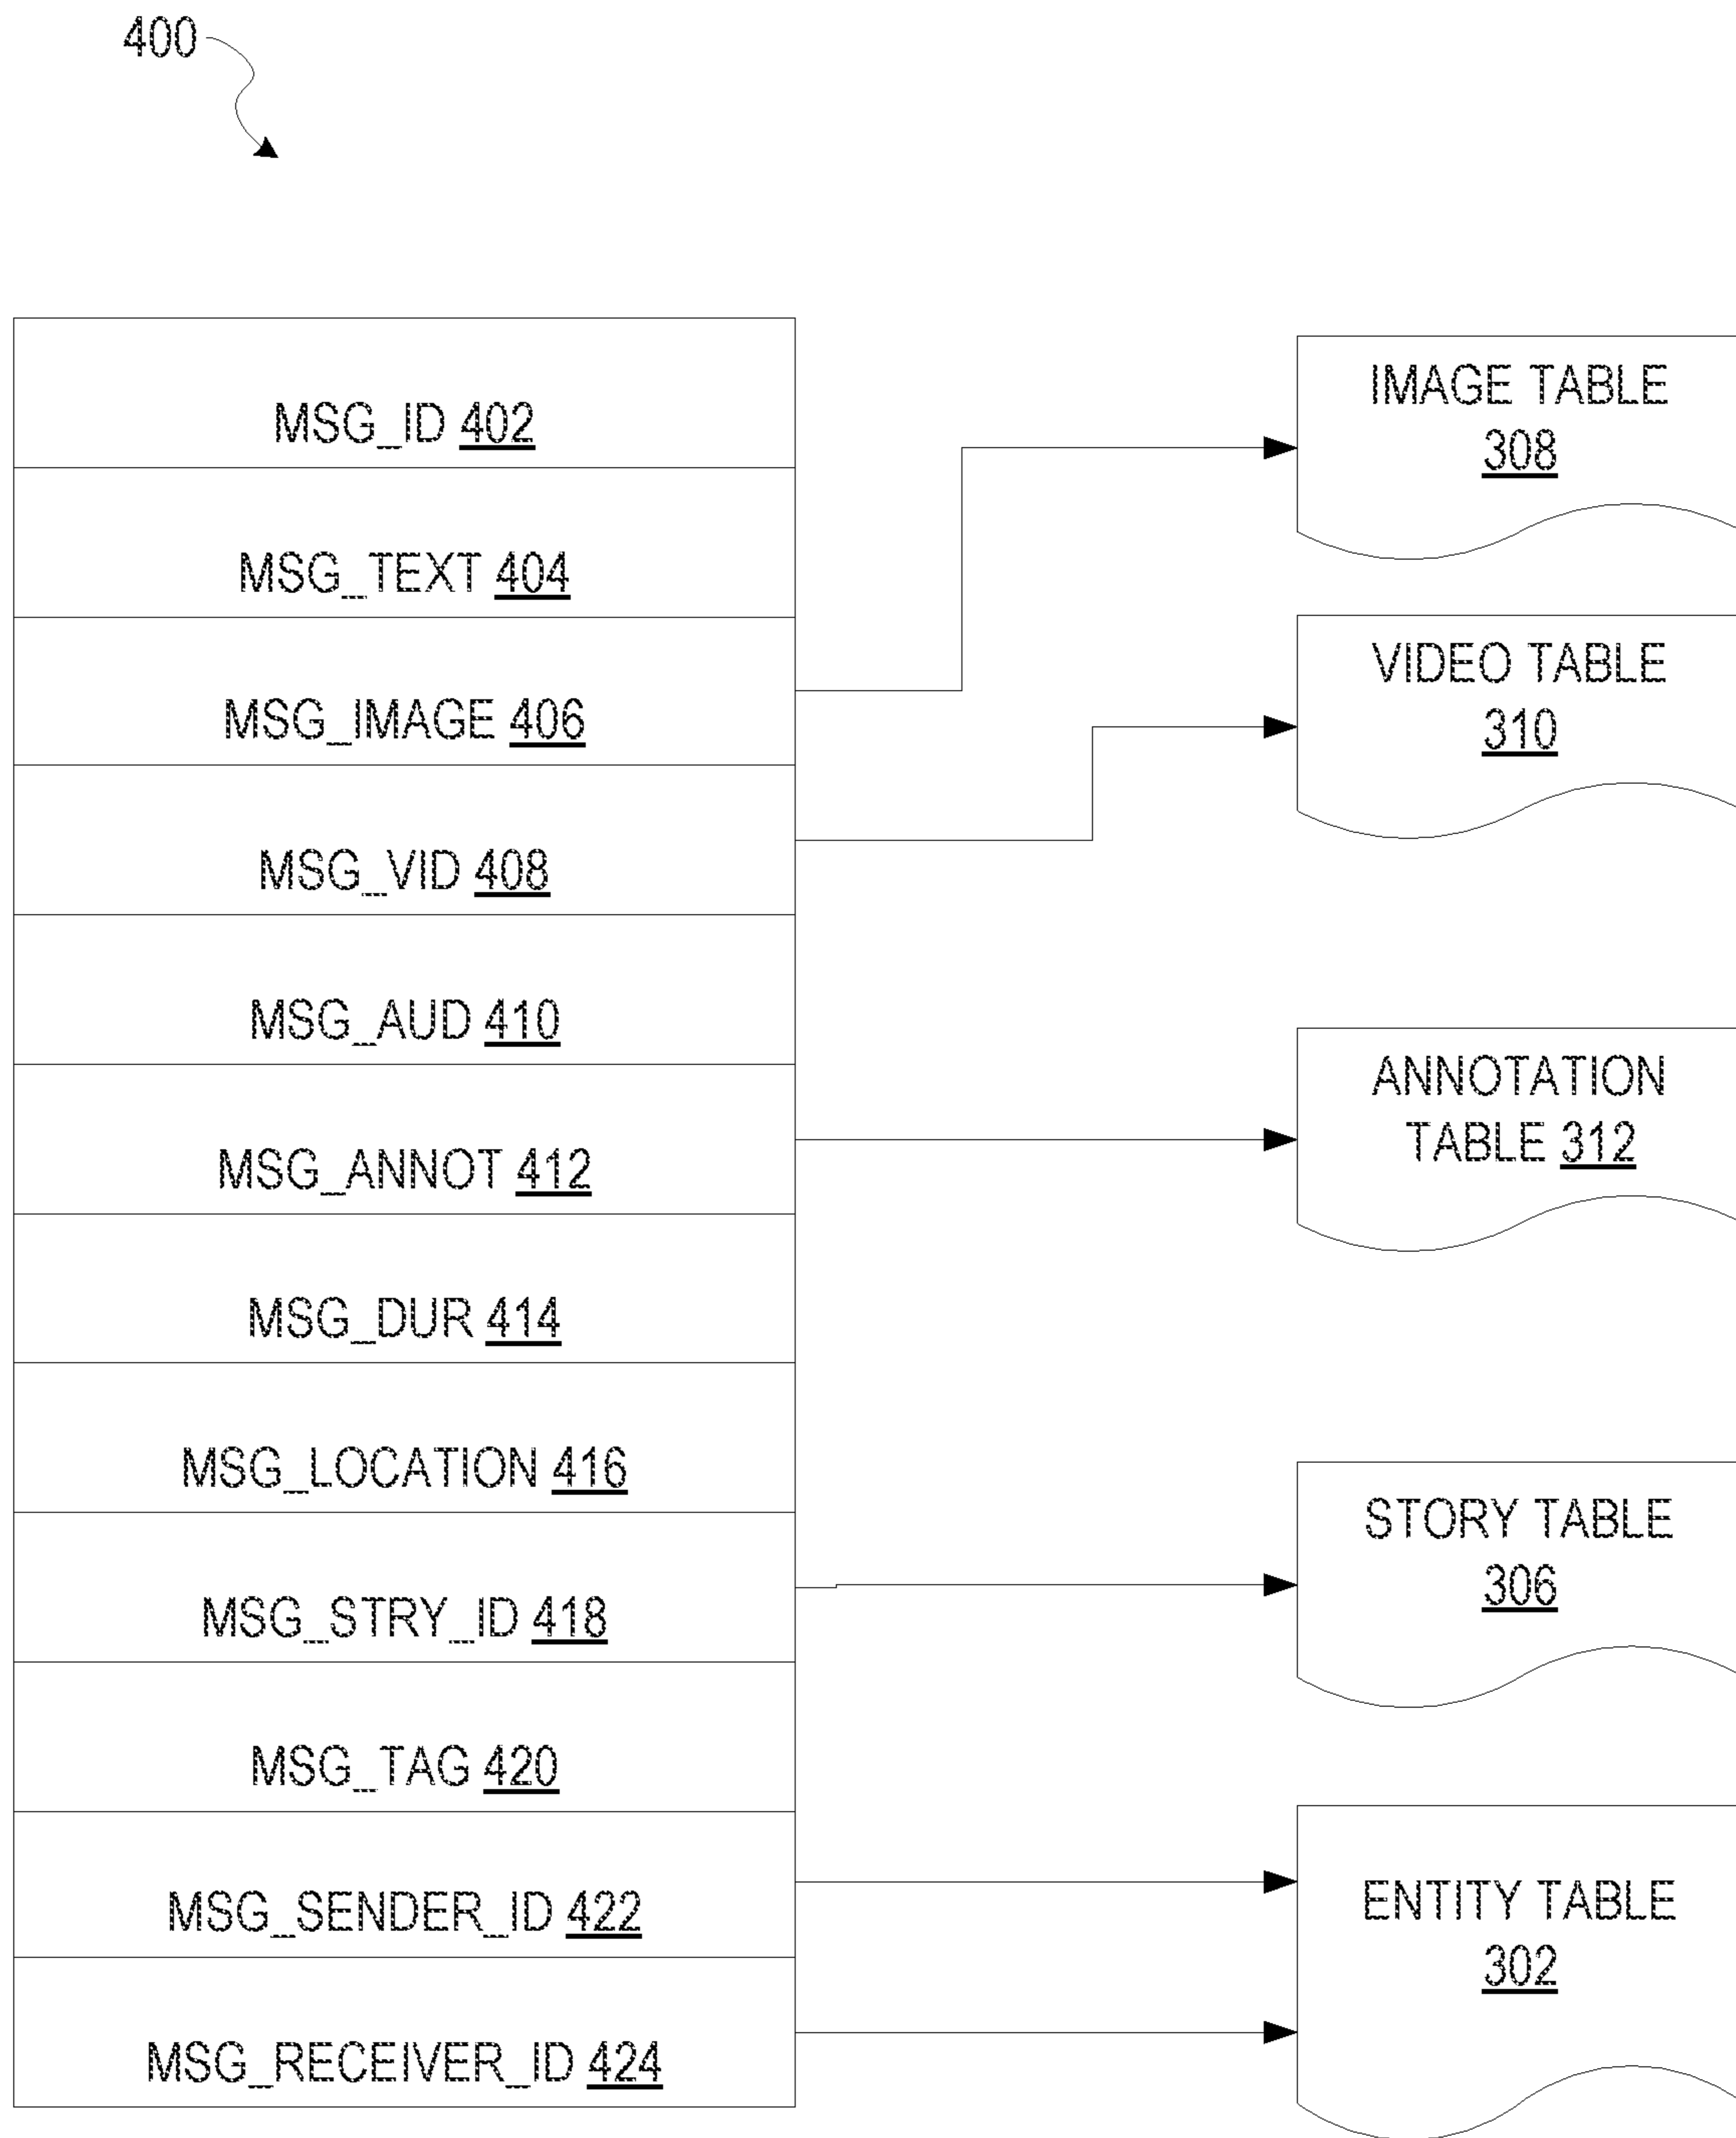 400
MSG_ID 402
MSG_TEXT 404
MSG_IMAGE 406
MSG_VID 408
MSG_AUD 410
MSG_ANNOT 412
MSG_DUR 414
MSG_LOCATION 416
MSG_STRY_ID 418
MSG_TAG 420
MSG_SENDER_ID 422
MSG_RECEIVER_ID 424
IMAGE TABLE
308
VIDEO TABLE
310
ANNOTATION
TABLE 312
STORY TABLE
306
ENTITY TABLE
302